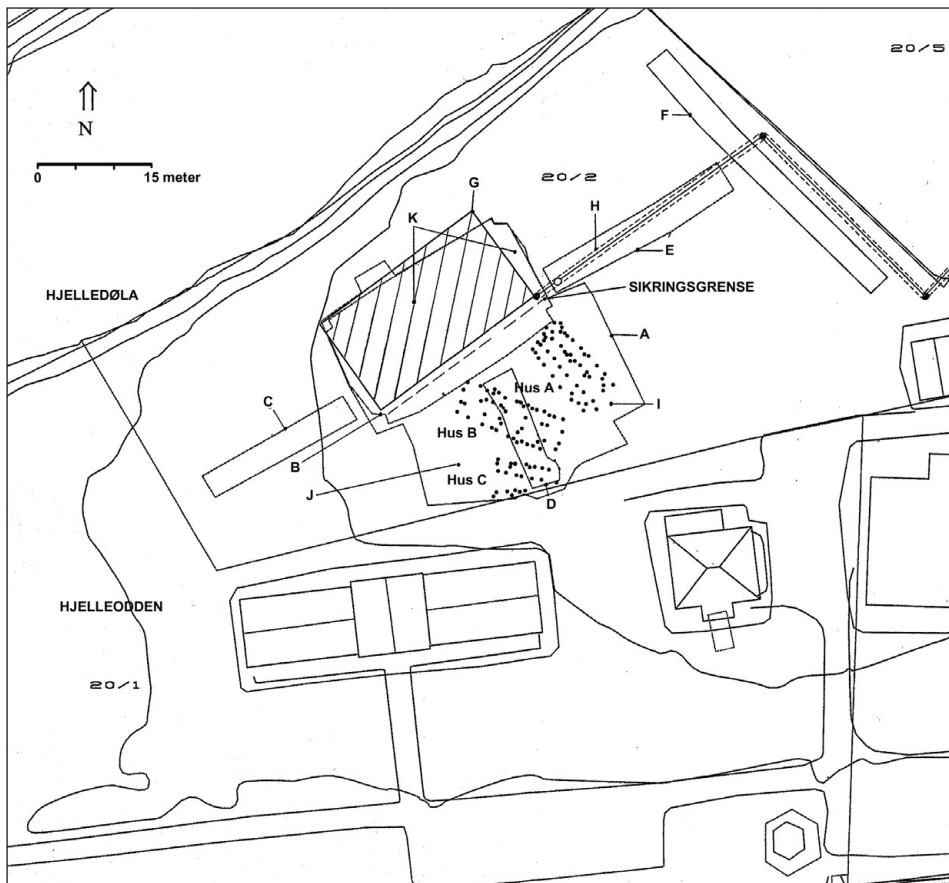 20/5
N
0 15 meter
F
20/2
G
K
H
E
HJELLEDØLA
SIKRINGSGRENSE
A
Hus A
C
I
Hus B
B
J
Hus C
D
HJELLEODDEN
20/1